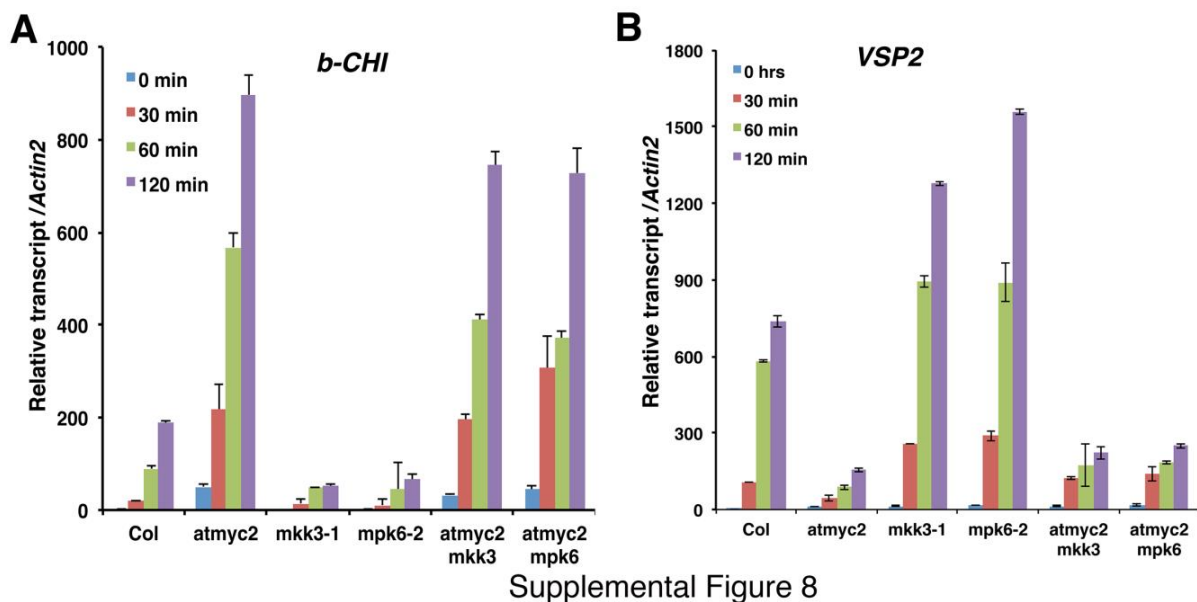 A
b-CHI
Relative transcript /Actin2
1000
800
600
400
200
0
0 min
30 min
60 min
120 min
Col
atmyc2
mkk3-1
mpk6-2
atmyc2
mkk3
atmyc2
mpk6
B
VSP2
Relative transcript /Actin2
1800
1500
1200
900
600
300
0
0 hrs
30 min
60 min
120 min
Col
atmyc2
mkk3-1
mpk6-2
atmyc2
mkk3
atmyc2
mpk6
Supplemental Figure 8